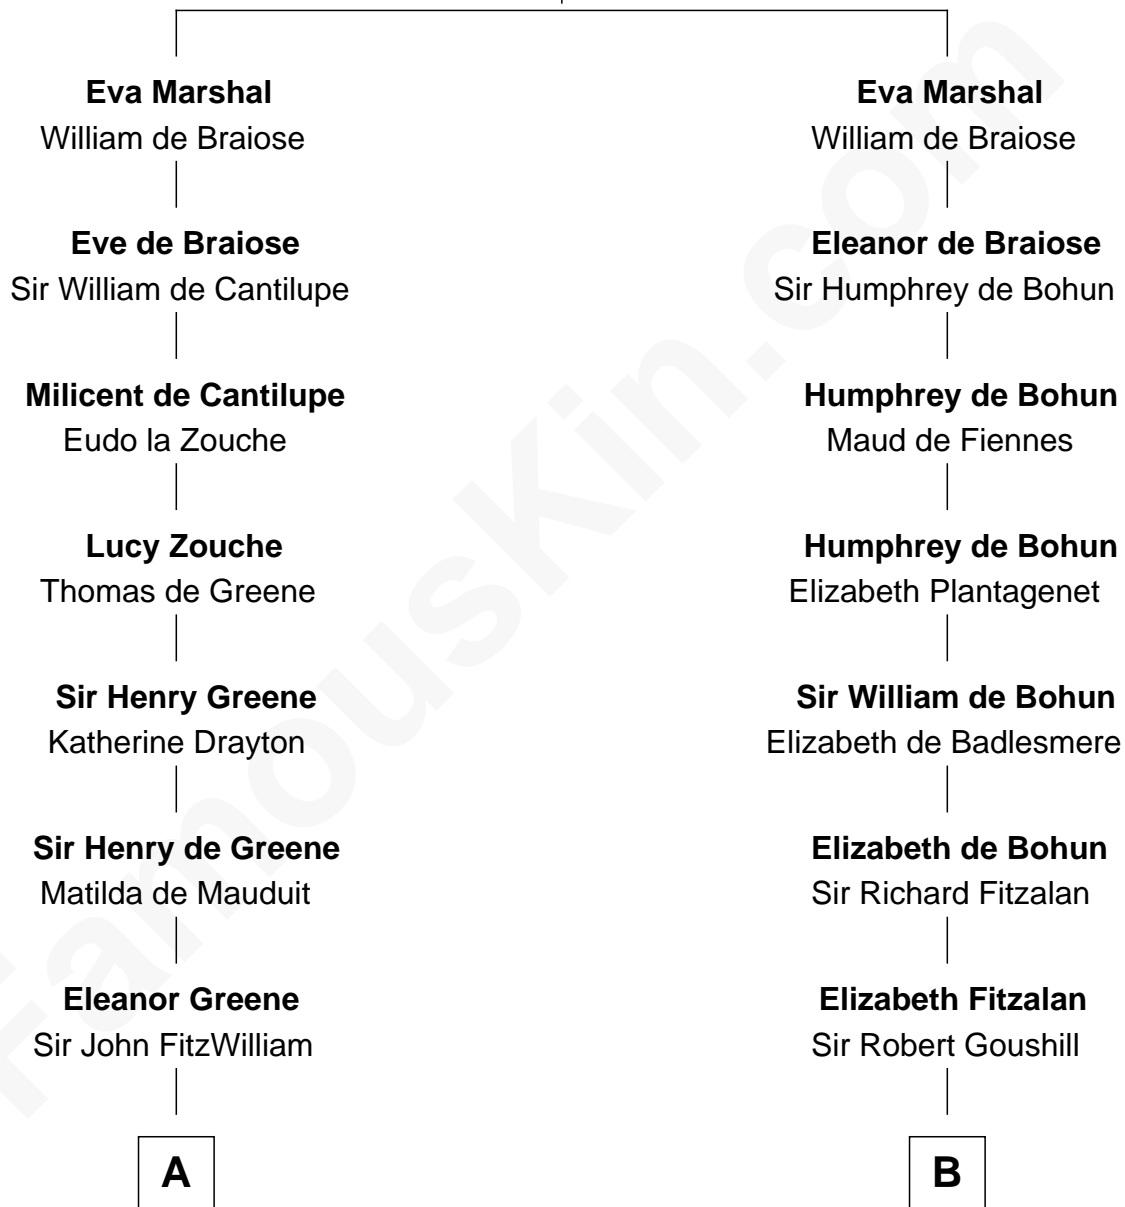 Eva Marshal
William de Braiose
Eve de Braiose
Sir William de Cantilupe
Milicent de Cantilupe
Eudo la Zouche
Lucy Zouche
Thomas de Greene
Sir Henry Greene
Katherine Drayton
Sir Henry de Greene
Matilda de Mauduit
Eleanor Greene
Sir John FitzWilliam
A
Eva Marshal
William de Braiose
Eleanor de Braiose
Sir Humphrey de Bohun
Humphrey de Bohun
Maud de Fiennes
Humphrey de Bohun
Elizabeth Plantagenet
Sir William de Bohun
Elizabeth de Badlesmere
Elizabeth de Bohun
Sir Richard Fitzalan
Elizabeth Fitzalan
Sir Robert Goushill
B
FamousKin.com